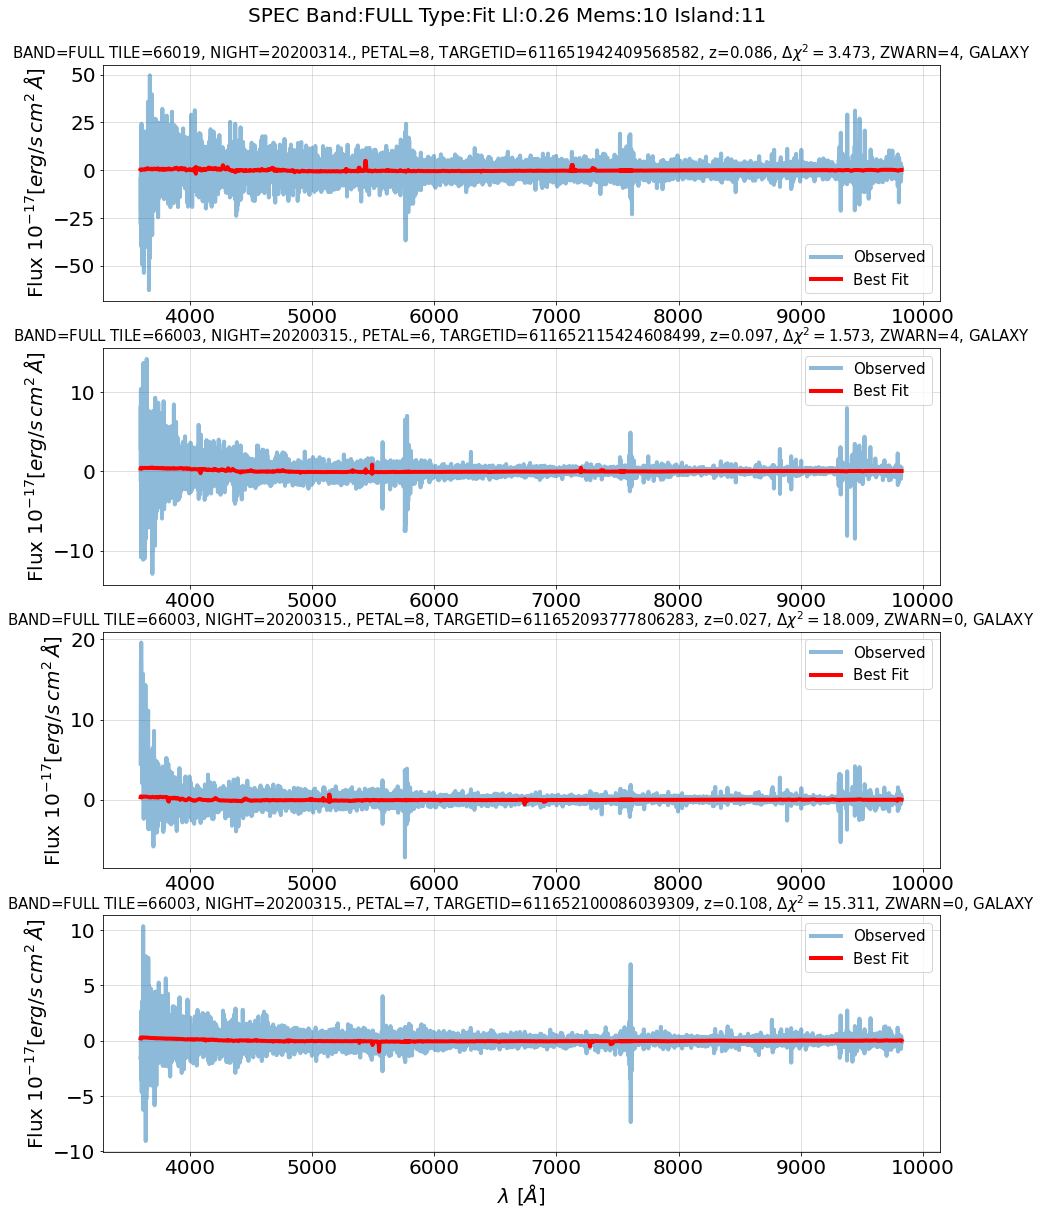 SPEC Band:FULL Type:Fit Ll:0.26 Mems:10 Island:11
BAND=FULL TILE=66019, NIGHT=20200314., PETAL=8, TARGETID=611651942409568582, z=0.086, Δχ² = 3.473, ZWARN=4, GALAXY
Flux 10⁻¹⁷[erg/s cm² Å]
50
25
0
−25
−50
Observed
Best Fit
4000 5000 6000 7000 8000 9000 10000
BAND=FULL TILE=66003, NIGHT=20200315., PETAL=6, TARGETID=611652115424608499, z=0.097, Δχ² = 1.573, ZWARN=4, GALAXY
Flux 10⁻¹⁷[erg/s cm² Å]
10
0
−10
Observed
Best Fit
4000 5000 6000 7000 8000 9000 10000
BAND=FULL TILE=66003, NIGHT=20200315., PETAL=8, TARGETID=611652093777806283, z=0.027, Δχ² = 18.009, ZWARN=0, GALAXY
Flux 10⁻¹⁷[erg/s cm² Å]
20
10
0
Observed
Best Fit
4000 5000 6000 7000 8000 9000 10000
BAND=FULL TILE=66003, NIGHT=20200315., PETAL=7, TARGETID=611652100086039309, z=0.108, Δχ² = 15.311, ZWARN=0, GALAXY
Flux 10⁻¹⁷[erg/s cm² Å]
10
5
0
−5
−10
Observed
Best Fit
4000 5000 6000 7000 8000 9000 10000
λ [Å]